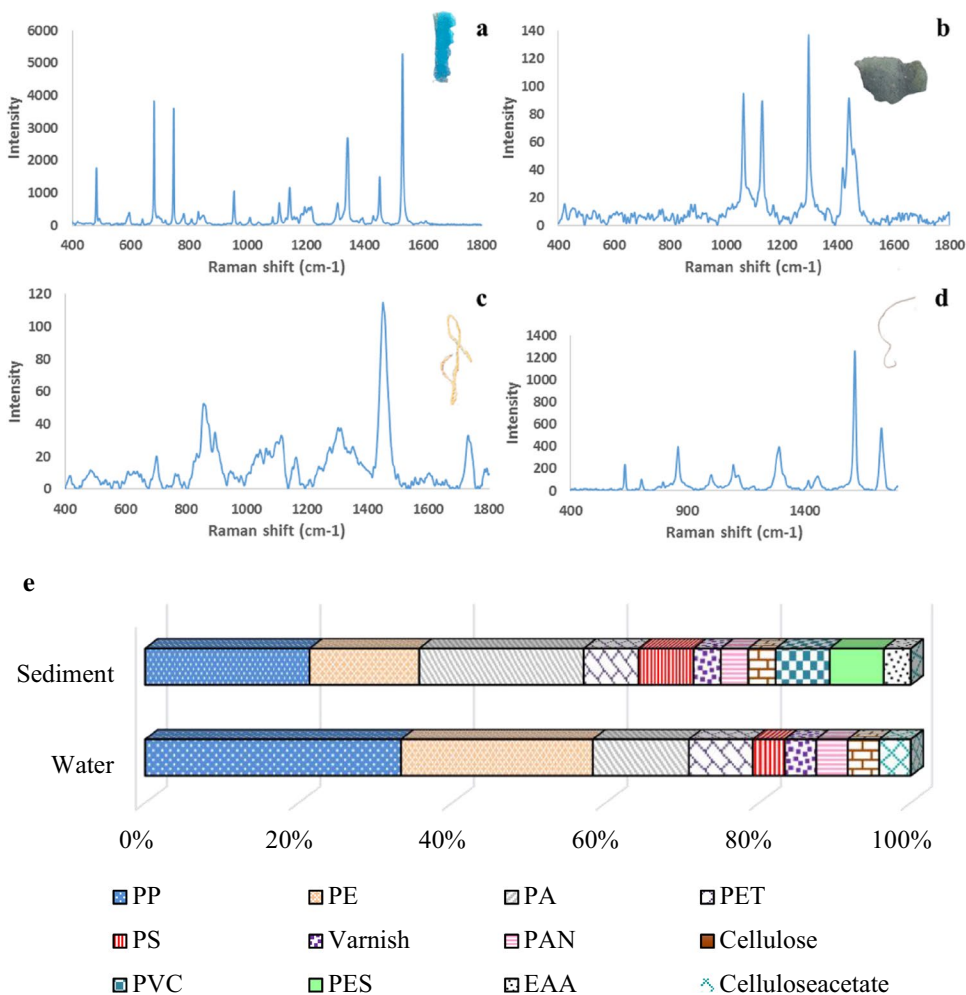 a
6000
5000
4000
3000
2000
1000
0
Intensity
400 600 800 1000 1200 1400 1600 1800
Raman shift (cm-1)
b
140
120
100
80
60
40
20
0
Intensity
400 600 800 1000 1200 1400 1600 1800
Raman shift (cm-1)
c
120
100
80
60
40
20
0
Intensity
400 600 800 1000 1200 1400 1600 1800
Raman shift (cm-1)
d
1400
1200
1000
800
600
400
200
0
Intensity
400 900 1400
Raman shift (cm-1)
e
Sediment
Water
0% 20% 40% 60% 80% 100%
PP PE PA PET
PS Varnish PAN Cellulose
PVC PES EAA Celluloseacetate